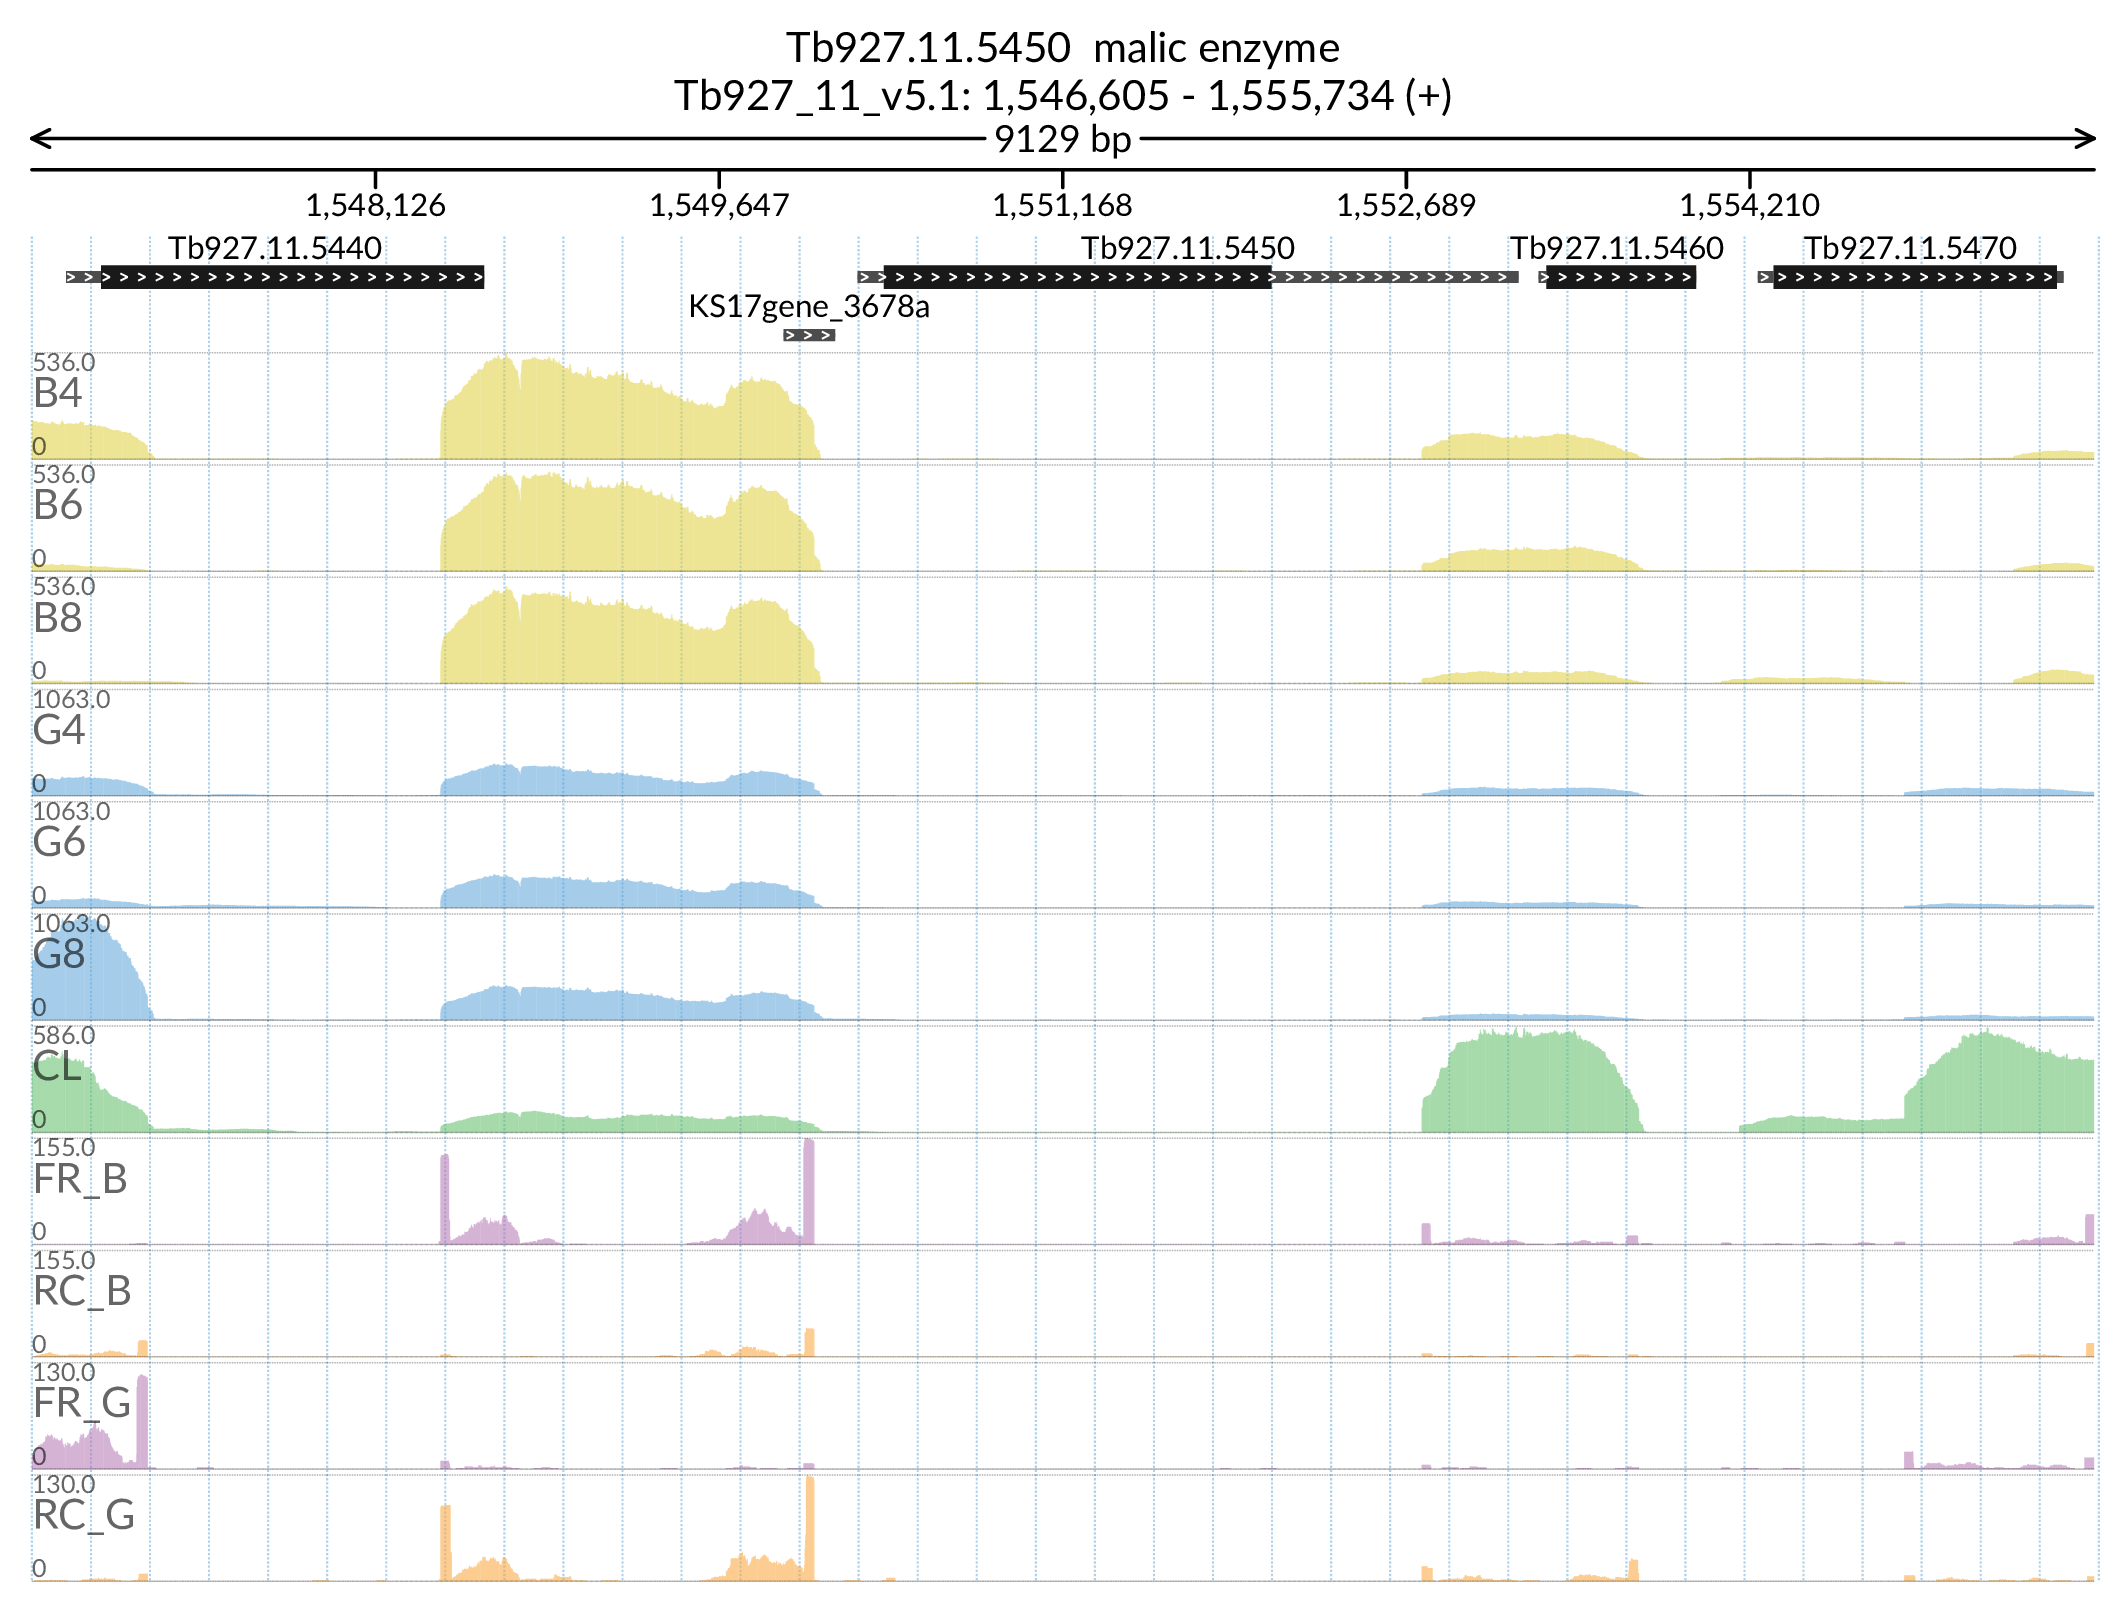 Tb927.11.5450 malic enzyme
Tb927_11_v5.1: 1,546,605 - 1,555,734 (+)
9129 bp
1,548,126 1,549,647 1,551,168 1,552,689 1,554,210
Tb927.11.5440 Tb927.11.5450 Tb927.11.5460 Tb927.11.5470
KS17gene_3678a
536.0
B4
0
536.0
B6
0
536.0
B8
0
1063.0
G4
0
1063.0
G6
0
1063.0
G8
0
586.0
CL
0
155.0
FR_B
0
155.0
RC_B
0
130.0
FR_G
0
130.0
RC_G
0